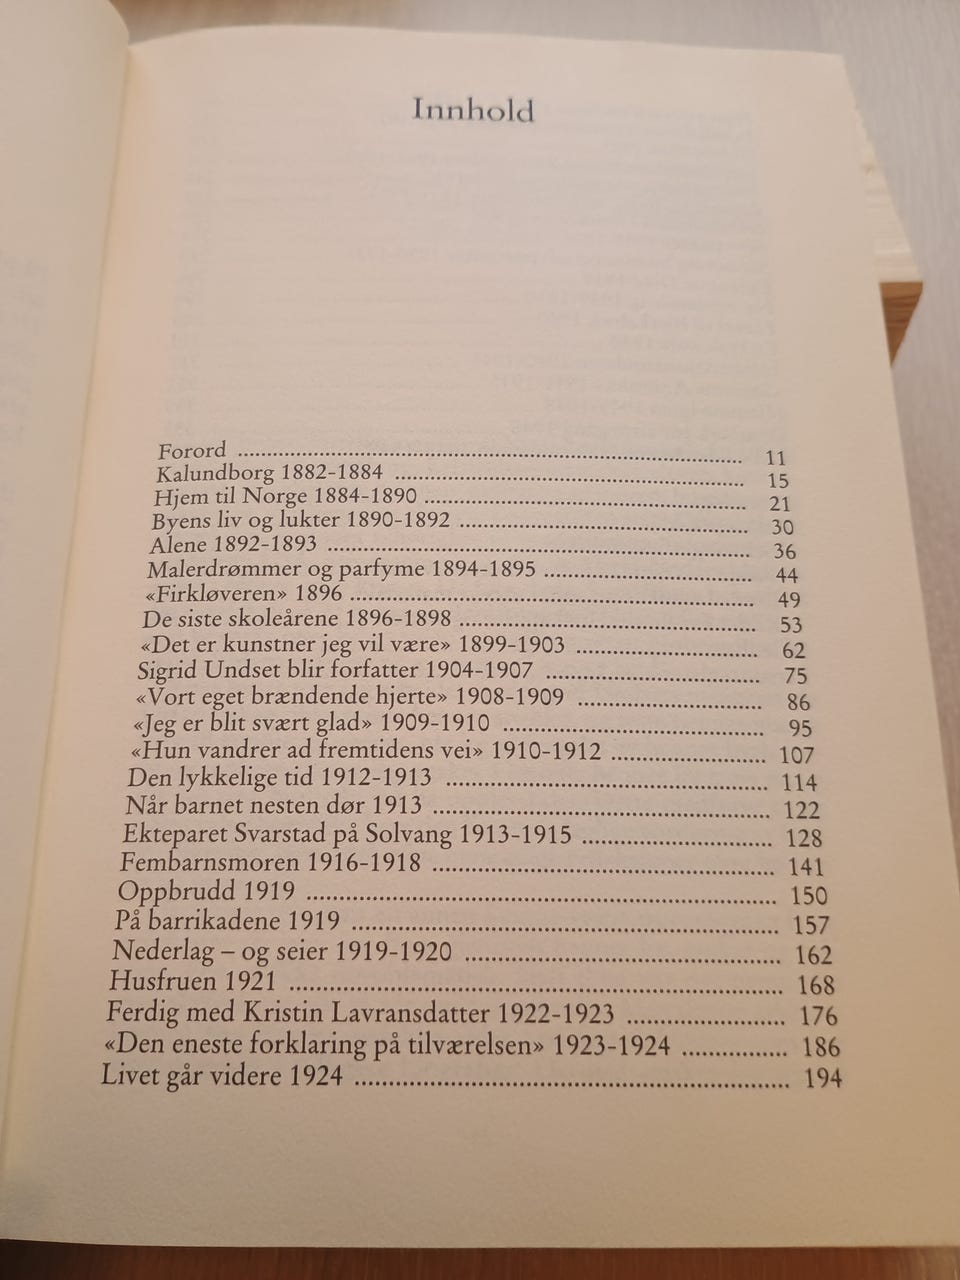 Innhold
Forord ........ 11
Kalundborg 1882-1884 ........ 15
Hjem til Norge 1884-1890 ........ 21
Byens liv og lukter 1890-1892 ........ 30
Alene 1892-1893 ........ 36
Malerdrømmer og parfyme 1894-1895 ........ 44
«Firkløveren» 1896 ........ 49
De siste skoleårene 1896-1898 ........ 53
«Det er kunstner jeg vil være» 1899-1903 ........ 62
Sigrid Undset blir forfatter 1904-1907 ........ 75
«Vort eget brændende hjerte» 1908-1909 ........ 86
«Jeg er blit svært glad» 1909-1910 ........ 95
«Hun vandrer ad fremtidens vei» 1910-1912 ........ 107
Den lykkelige tid 1912-1913 ........ 114
Når barnet nesten dør 1913 ........ 122
Ekteparet Svarstad på Solvang 1913-1915 ........ 128
Fembarnsmoren 1916-1918 ........ 141
Oppbrudd 1919 ........ 150
På barrikadene 1919 ........ 157
Nederlag – og seier 1919-1920 ........ 162
Husfruen 1921 ........ 168
Ferdig med Kristin Lavransdatter 1922-1923 ........ 176
«Den eneste forklaring på tilværelsen» 1923-1924 ........ 186
Livet går videre 1924 ........ 194